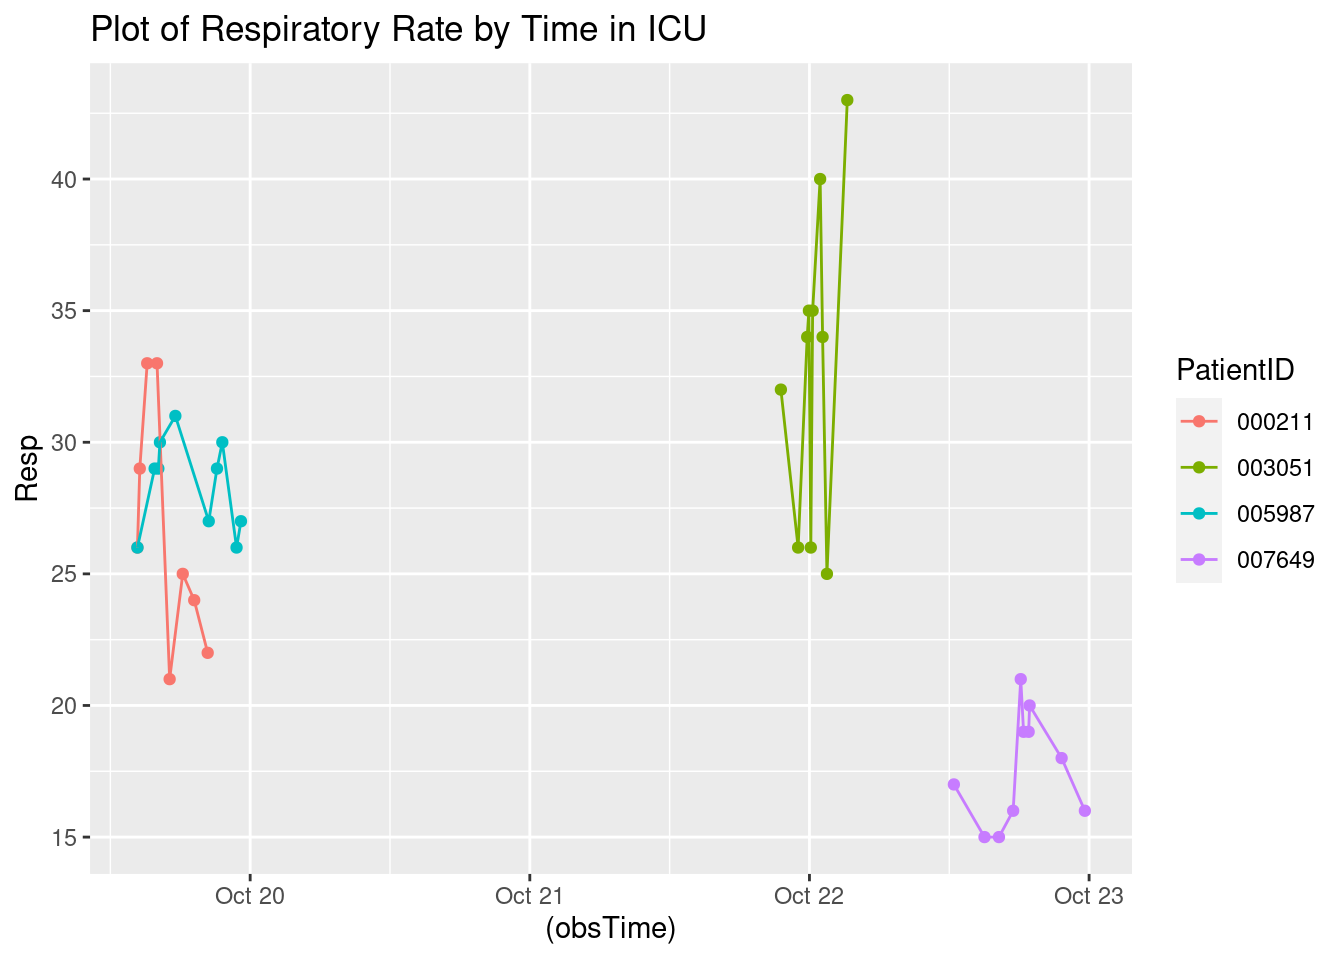 Plot of Respiratory Rate by Time in ICU
40
35
30
25
20
15
Resp
Oct 20
Oct 21
Oct 22
Oct 23
(obsTime)
PatientID
000211
003051
005987
007649